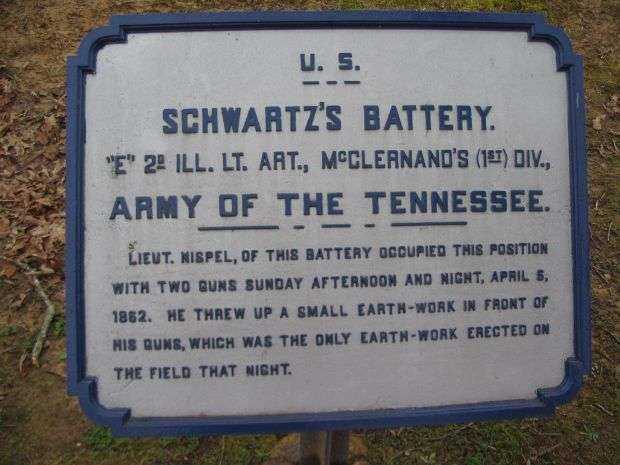 U. S.
SCHWARTZ'S BATTERY.
"E" 2D ILL. LT. ART., McCLERNAND'S (1ST) DIV.,
ARMY OF THE TENNESSEE.
LIEUT. NISPEL, OF THIS BATTERY OCCUPIED THIS POSITION
WITH TWO GUNS SUNDAY AFTERNOON AND NIGHT, APRIL 6,
1862. HE THREW UP A SMALL EARTH-WORK IN FRONT OF
HIS GUNS, WHICH WAS THE ONLY EARTH-WORK ERECTED ON
THE FIELD THAT NIGHT.